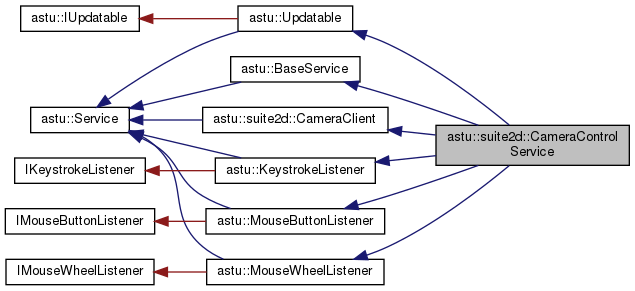 astu::IUpdatable
astu::Updatable
astu::BaseService
astu::Service
astu::suite2d::CameraClient
astu::suite2d::CameraControl
Service
IKeystrokeListener
astu::KeystrokeListener
IMouseButtonListener
astu::MouseButtonListener
IMouseWheelListener
astu::MouseWheelListener